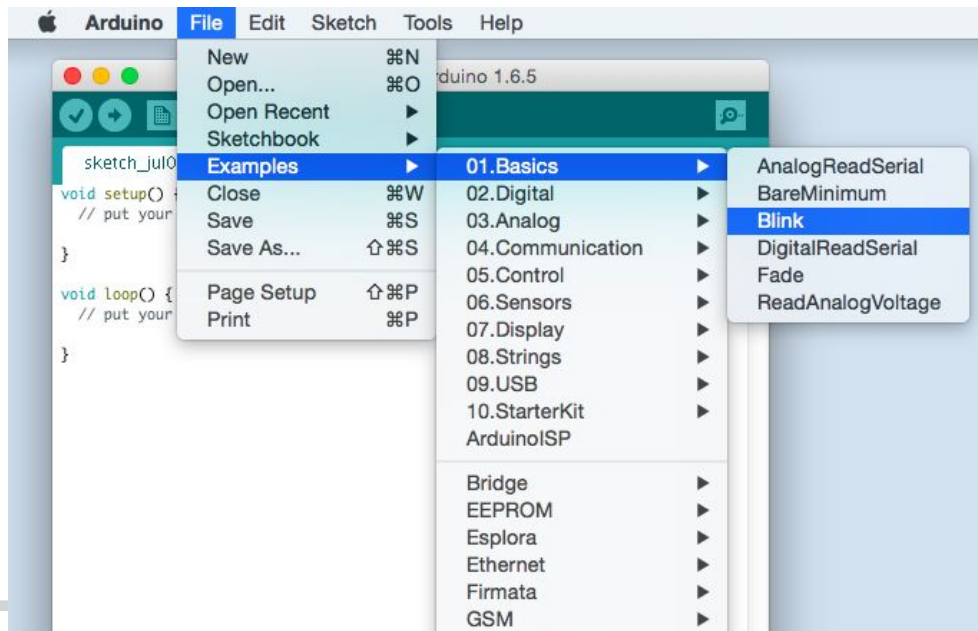 Arduino File Edit Sketch Tools Help
New ⌘N
Open... ⌘O
Open Recent ▶
Sketchbook ▶
Examples ▶
Close ⌘W
Save ⌘S
Save As... ⇧⌘S
Page Setup ⇧⌘P
Print ⌘P
1.6.5
void setup() {
// put your
}
void loop() {
// put your
}
01.Basics ▶
02.Digital ▶
03.Analog ▶
04.Communication ▶
05.Control ▶
06.Sensors ▶
07.Display ▶
08.Strings ▶
09.USB ▶
10.StarterKit ▶
ArduinoISP
Bridge ▶
EEPROM ▶
Esplora ▶
Ethernet ▶
Firmata ▶
GSM ▶
AnalogReadSerial
BareMinimum
Blink
DigitalReadSerial
Fade
ReadAnalogVoltage